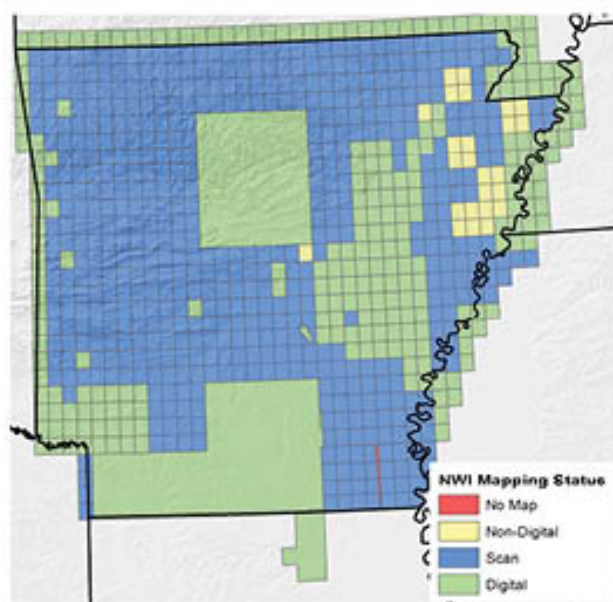 NWI Mapping Status
No Map
Non-Digital
Scan
Digital